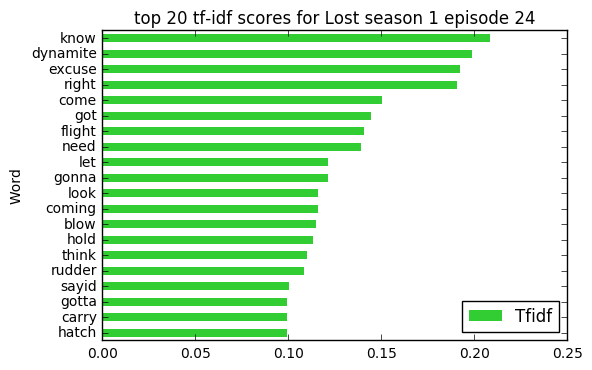 top 20 tf-idf scores for Lost season 1 episode 24
know
dynamite
excuse
right
come
got
flight
need
let
gonna
look
coming
blow
hold
think
rudder
sayid
gotta
carry
hatch
Word
Tfidf
0.00 0.05 0.10 0.15 0.20 0.25